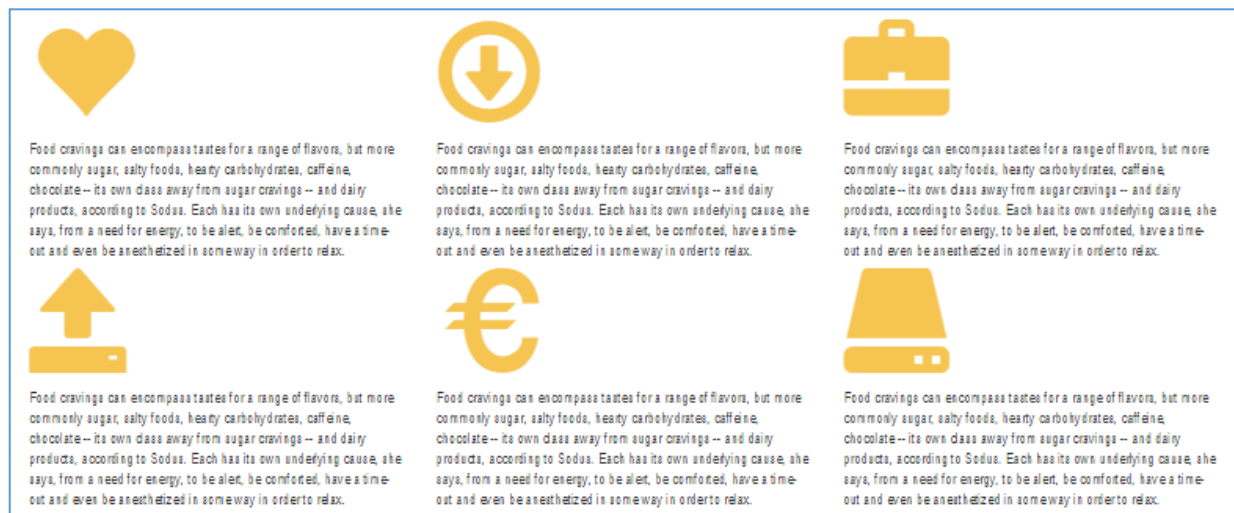 Food cravings can encompass tastes for a range of flavors, but more
commonly sugar, salty foods, hearty carbohydrates, caffeine,
chocolate -- its own class away from sugar cravings -- and dairy
products, according to Sodus. Each has its own underlying cause, she
says, from a need for energy, to be alert, be comforted, have a time-
out and even be anesthetized in some way in order to relax.
Food cravings can encompass tastes for a range of flavors, but more
commonly sugar, salty foods, hearty carbohydrates, caffeine,
chocolate -- its own class away from sugar cravings -- and dairy
products, according to Sodus. Each has its own underlying cause, she
says, from a need for energy, to be alert, be comforted, have a time-
out and even be anesthetized in some way in order to relax.
Food cravings can encompass tastes for a range of flavors, but more
commonly sugar, salty foods, hearty carbohydrates, caffeine,
chocolate -- its own class away from sugar cravings -- and dairy
products, according to Sodus. Each has its own underlying cause, she
says, from a need for energy, to be alert, be comforted, have a time-
out and even be anesthetized in some way in order to relax.
Food cravings can encompass tastes for a range of flavors, but more
commonly sugar, salty foods, hearty carbohydrates, caffeine,
chocolate -- its own class away from sugar cravings -- and dairy
products, according to Sodus. Each has its own underlying cause, she
says, from a need for energy, to be alert, be comforted, have a time-
out and even be anesthetized in some way in order to relax.
Food cravings can encompass tastes for a range of flavors, but more
commonly sugar, salty foods, hearty carbohydrates, caffeine,
chocolate -- its own class away from sugar cravings -- and dairy
products, according to Sodus. Each has its own underlying cause, she
says, from a need for energy, to be alert, be comforted, have a time-
out and even be anesthetized in some way in order to relax.
Food cravings can encompass tastes for a range of flavors, but more
commonly sugar, salty foods, hearty carbohydrates, caffeine,
chocolate -- its own class away from sugar cravings -- and dairy
products, according to Sodus. Each has its own underlying cause, she
says, from a need for energy, to be alert, be comforted, have a time-
out and even be anesthetized in some way in order to relax.